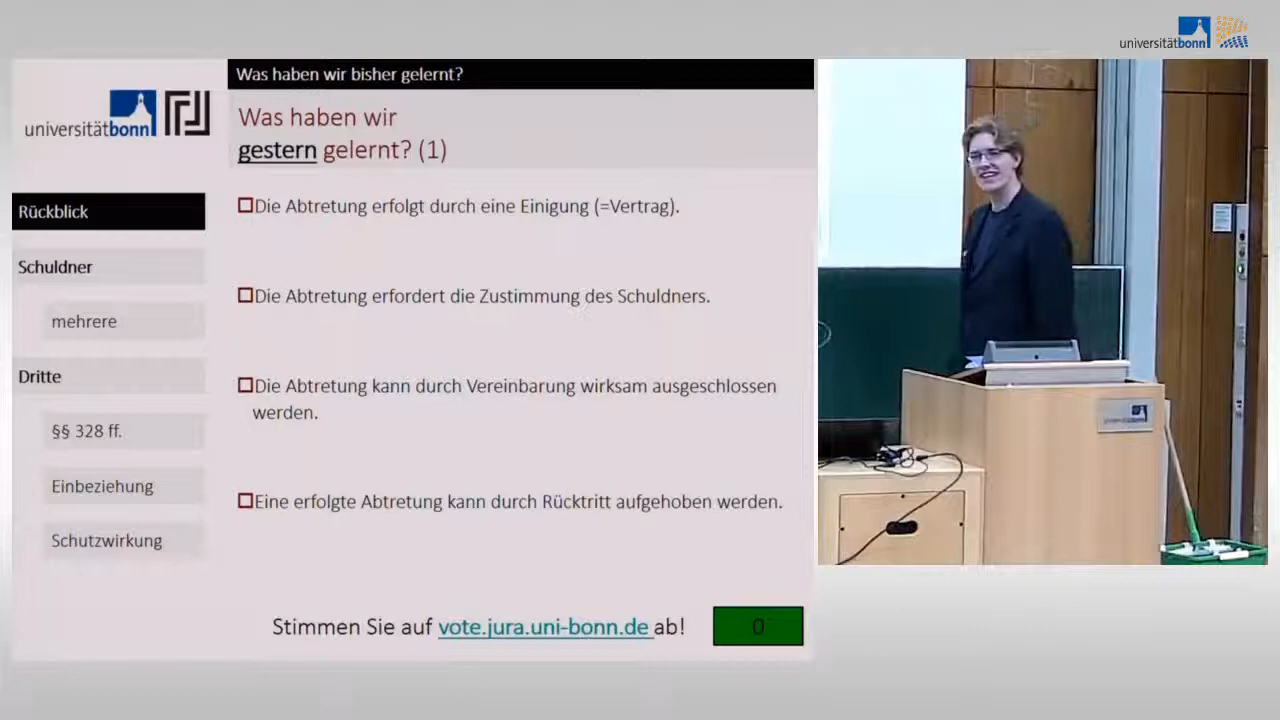 universitätbonn
Was haben wir bisher gelernt?
universitätbonn
Was haben wir
gestern gelernt? (1)
Rückblick
Schuldner
mehrere
Dritte
§§ 328 ff.
Einbeziehung
Schutzwirkung
Die Abtretung erfolgt durch eine Einigung (=Vertrag).
Die Abtretung erfordert die Zustimmung des Schuldners.
Die Abtretung kann durch Vereinbarung wirksam ausgeschlossen
werden.
Eine erfolgte Abtretung kann durch Rücktritt aufgehoben werden.
Stimmen Sie auf vote.jura.uni-bonn.de ab!
0
universitätbonn